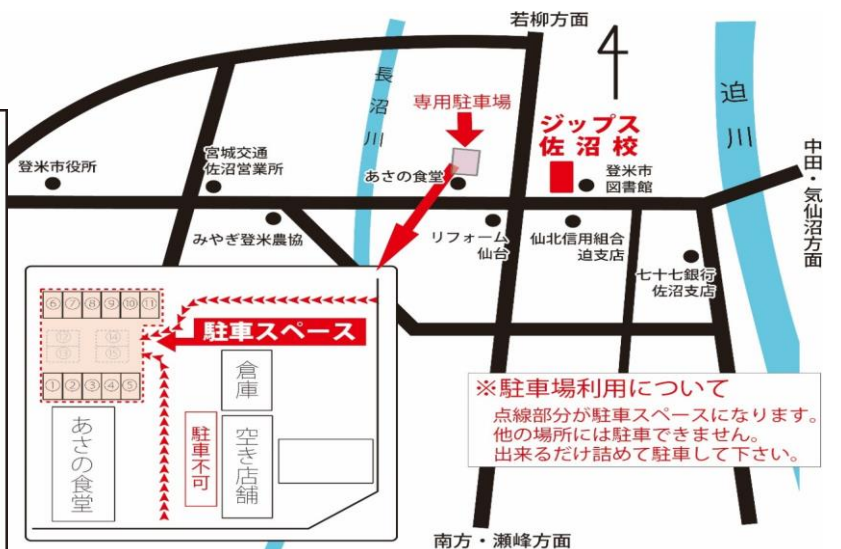 若柳方面
長沼川
迫川
専用駐車場
ジップス
佐沼校
中田・気仙沼方面
登米市役所
宮城交通
佐沼営業所
あさの食堂
登米市
図書館
みやぎ登米農協
リフォーム
仙台
仙北信用組合
迫支店
七十七銀行
佐沼支店
⑥⑦⑧⑨⑩⑪
駐車スペース
⑫⑭
⑬⑮
①②③④⑤
倉庫
あさの食堂
駐車不可
空き店舗
※駐車場利用について
点線部分が駐車スペースになります。
他の場所には駐車できません。
出来るだけ詰めて駐車して下さい。
南方・瀬峰方面